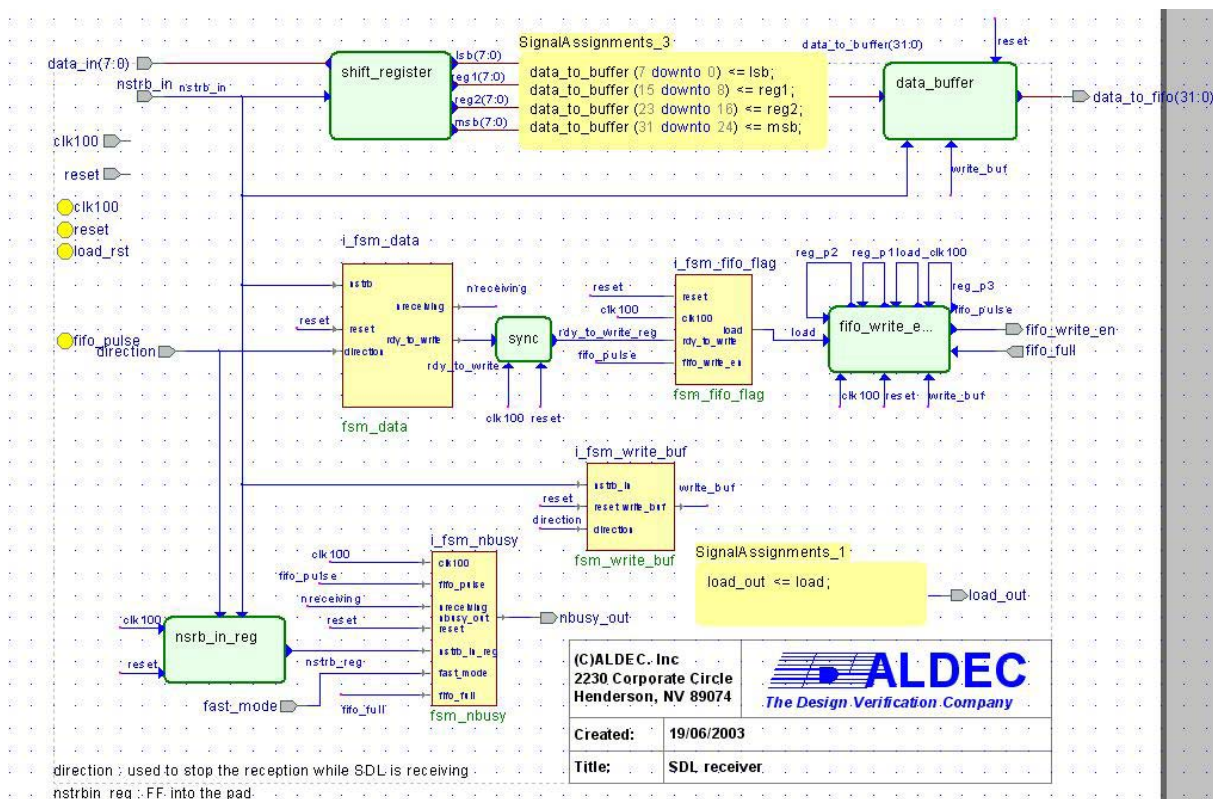 SignalAssignments_3
data_to_buffer(31:0)
reset
data_in(7:0)
shift_register
lsb(7:0)
data_to_buffer (7 downto 0) <= lsb;
data_buffer
nstrb_in
nstrb_in
reg1(7:0)
data_to_buffer (15 downto 8) <= reg1;
data_to_fifo(31:0)
reg2(7:0)
data_to_buffer (23 downto 16) <= reg2;
msb(7:0)
data_to_buffer (31 downto 24) <= msb;
clk100
reset
write_buf
clk100
reset
load_rst
i_fsm_data
i_fsm_fifo_flag
reg_p2
reg_p1
load_clk100
reg_p3
nstrb
nreceiving
nreceiving
reset
reset
reset
clk100
clk100
load
fifo_pulse
fifo_write_e...
fifo_write_en
fifo_pulse
direction
direction
rdy_to_write
sync
rdy_to_write_reg
rdy_to_write
load
fifo_full
rdy_to_write
fifo_pulse
fifo_write_en
clk100
reset
fsm_fifo_flag
clk100
reset
write_buf
fsm_data
i_fsm_write_buf
nstrb_in
write_buf
reset
reset
write_buf
direction
direction
fsm_write_buf
i_fsm_nbusy
SignalAssignments_1
clk100
clk100
fifo_pulse
fifo_pulse
load_out <= load;
load_out
nreceiving
nreceiving
nbusy_out
nbusy_out
clk100
reset
reset
nsrb_in_reg
nstrb_in_reg
reset
nstrb_reg
fast_mode
fast_mode
fifo_full
fifo_full
fsm_nbusy
(C)ALDEC. Inc
2230 Corporate Circle
Henderson, NV 89074
ALDEC
The Design Verification Company
Created:
19/06/2003
Title:
SDL receiver
direction : used to stop the reception while SDL is receiving
nstrbin_reg : FF into the pad